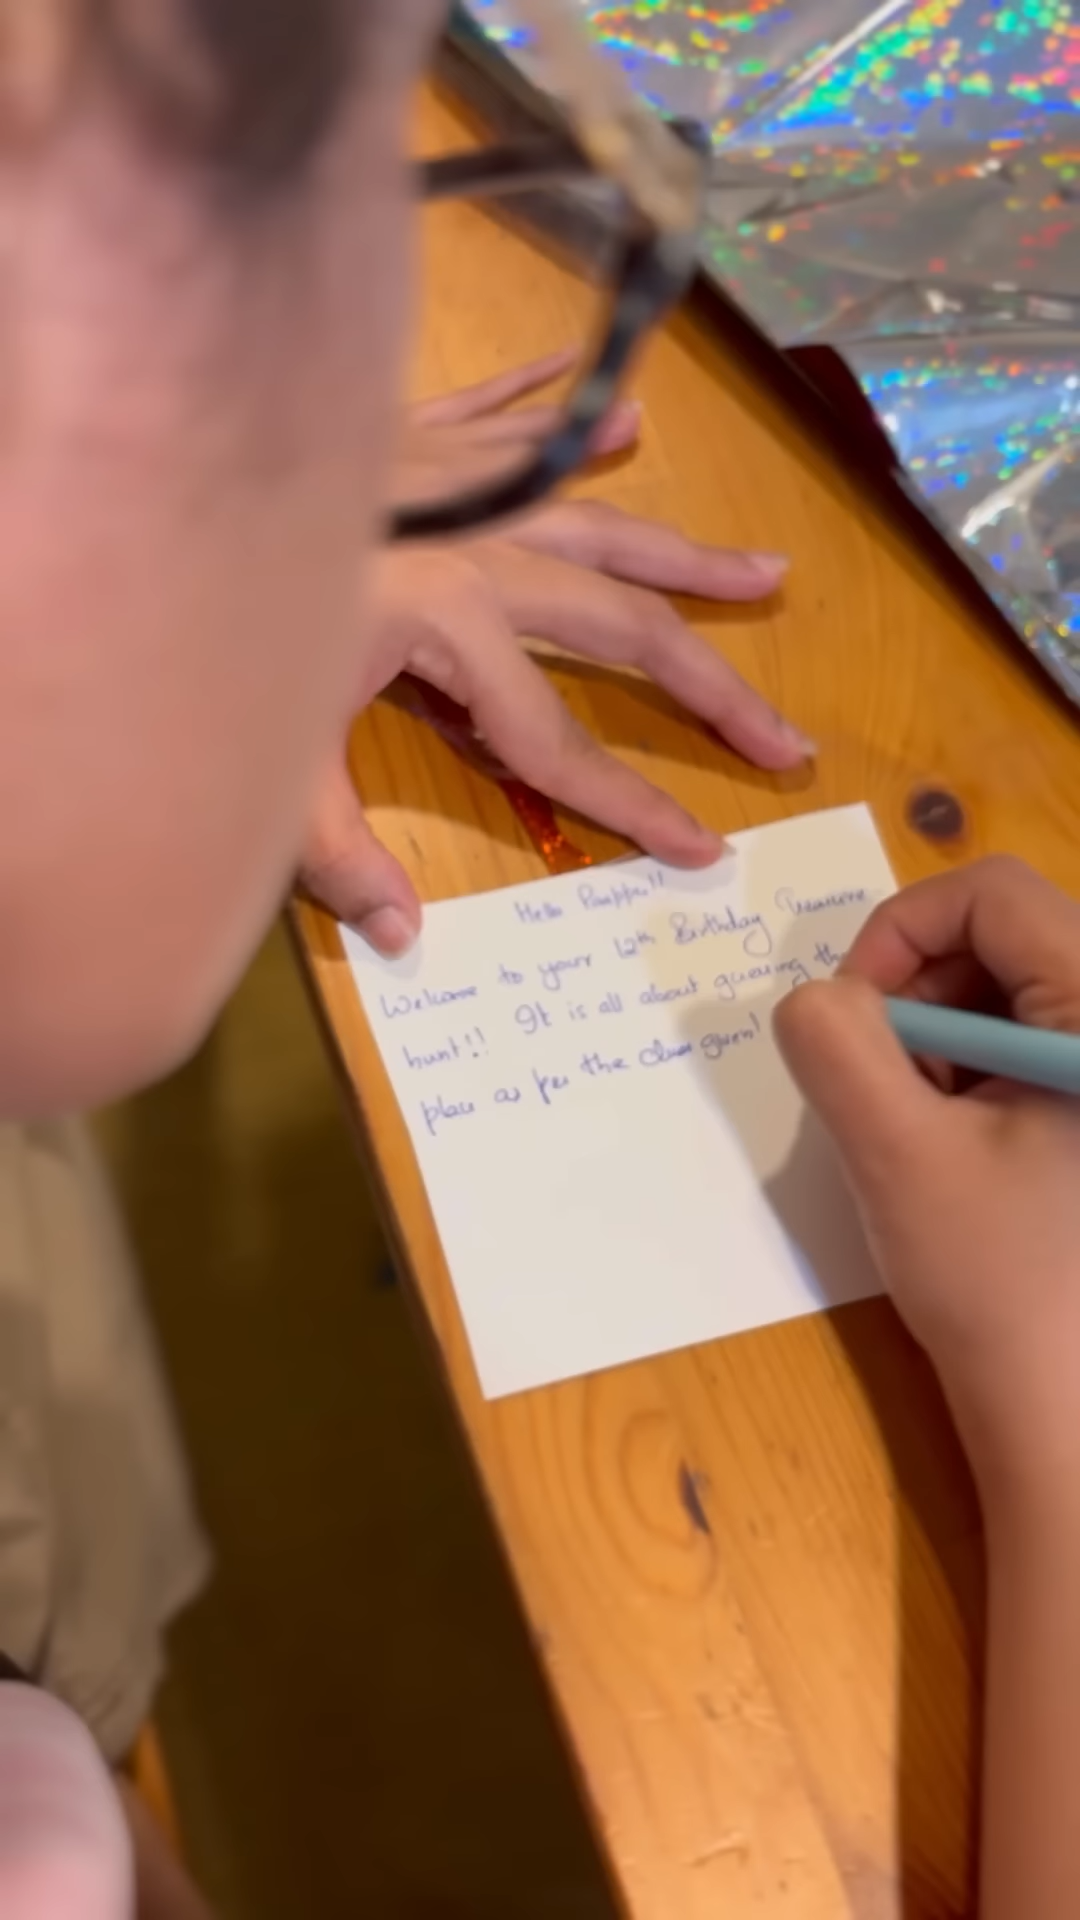 Hello
Welcome to your 12th Birthday Treasure
hunt!! It is all about guessing the
place as per the clues given!